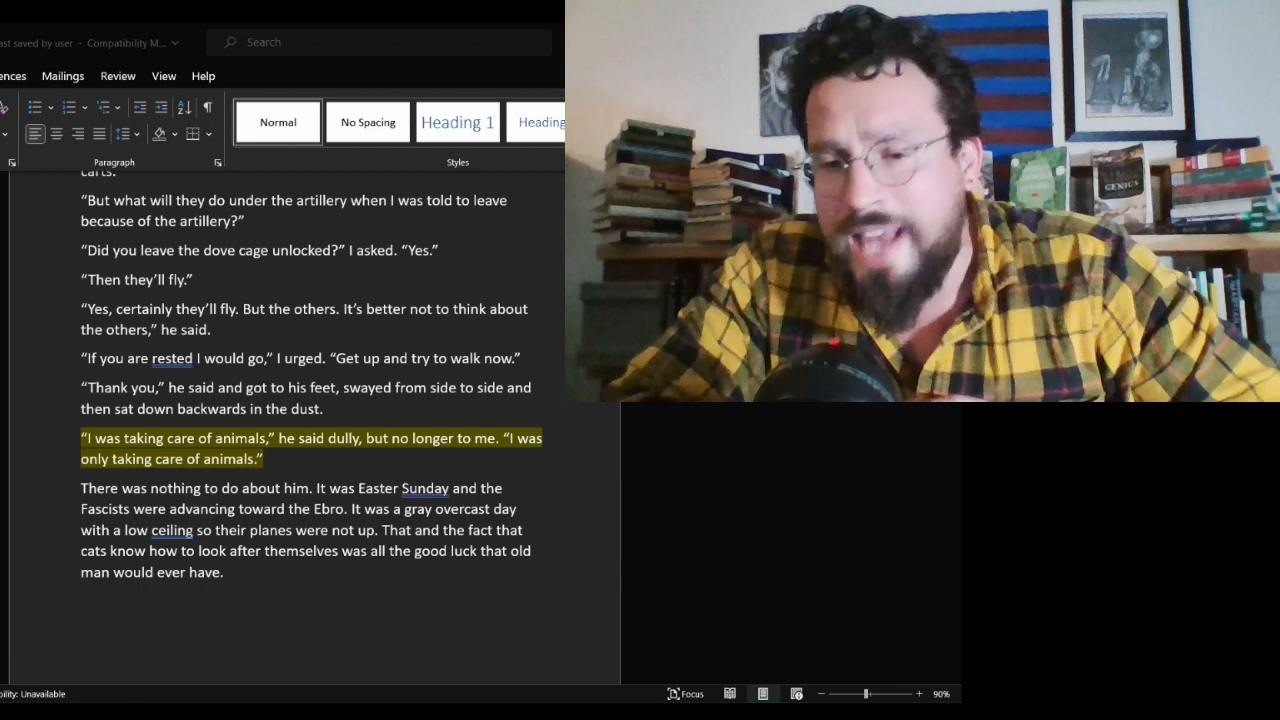 ast saved by user - Compatibility M...
Search
ences Mailings Review View Help
Normal
No Spacing
Heading 1
Heading
Paragraph
Styles
carts.
“But what will they do under the artillery when I was told to leave
because of the artillery?”
“Did you leave the dove cage unlocked?” I asked. “Yes.”
“Then they’ll fly.”
“Yes, certainly they’ll fly. But the others. It’s better not to think about
the others,” he said.
“If you are rested I would go,” I urged. “Get up and try to walk now.”
“Thank you,” he said and got to his feet, swayed from side to side and
then sat down backwards in the dust.
“I was taking care of animals,” he said dully, but no longer to me. “I was
only taking care of animals.”
There was nothing to do about him. It was Easter Sunday and the
Fascists were advancing toward the Ebro. It was a gray overcast day
with a low ceiling so their planes were not up. That and the fact that
cats know how to look after themselves was all the good luck that old
man would ever have.
bility: Unavailable
Focus
90%
GENIUS